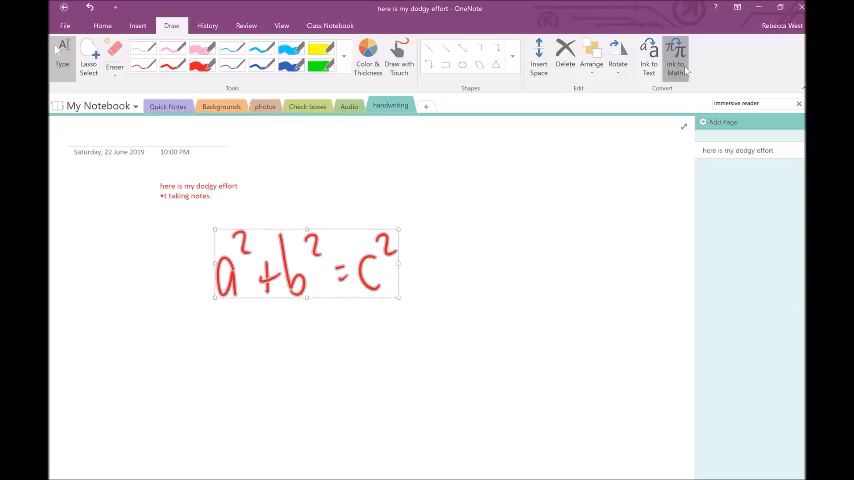 here is my dodgy effort - OneNote
Rebecca West
File
Home
Insert
Draw
History
Review
View
Class Notebook
Type
Lasso Select
Eraser
Color & Thickness
Draw with Touch
Insert Space
Delete
Arrange
Rotate
Ink to Text
Ink to Math
Tools
Shapes
Edit
Convert
My Notebook
Quick Notes
Backgrounds
photos
Check boxes
Audio
handwriting
immersive reader
Add Page
here is my dodgy effort
Saturday, 22 June 2019 10:00 PM
here is my dodgy effort
•t taking notes.
a² + b² = c²